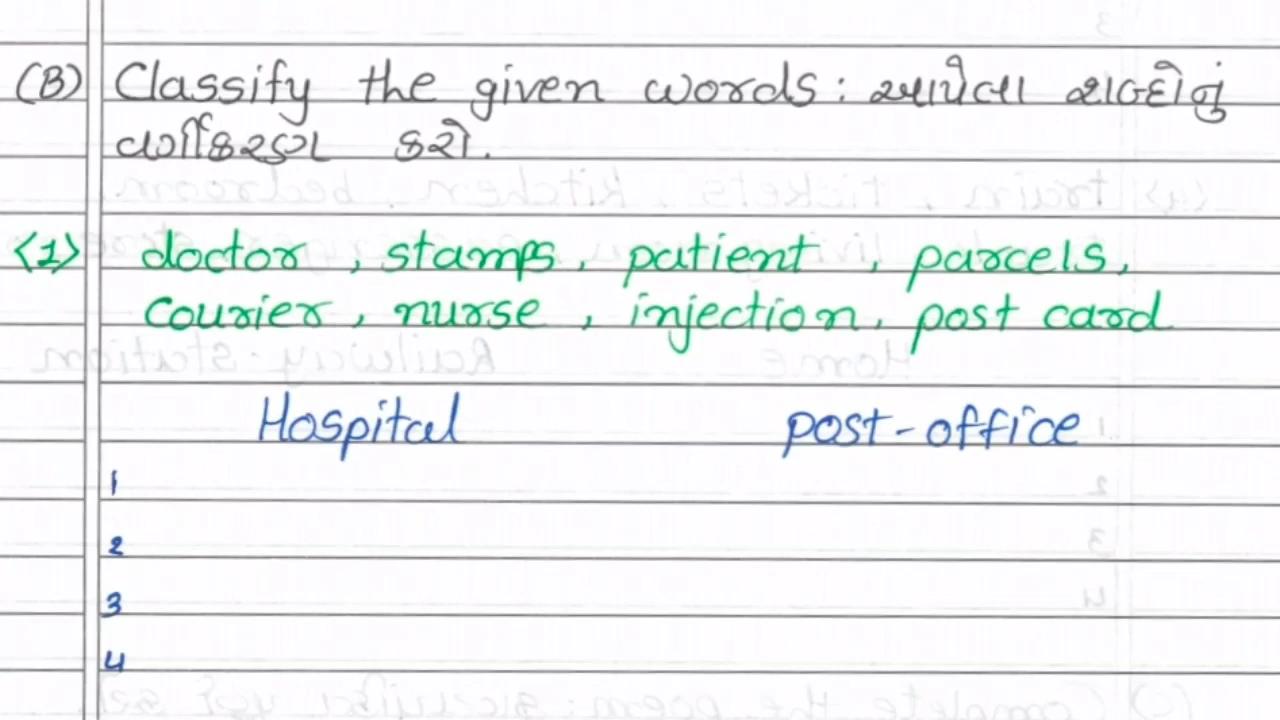 (B) Classify the given words : આપેલા શબ્દોનું
વર્ગીકરણ કરો.
<1> doctor , stamps, patient , parcels,
courier, nurse , injection, post card
Hospital post-office
1
2
3
4